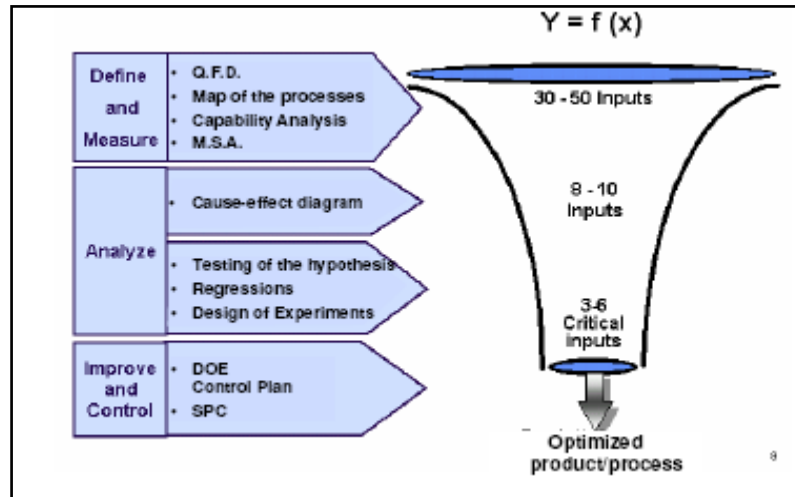 Y = f (x)
Define
and
Measure
• Q.F.D.
• Map of the processes
• Capability Analysis
• M.S.A.
Analyze
• Cause-effect diagram
• Testing of the hypothesis
• Regressions
• Design of Experiments
Improve
and
Control
• DOE
Control Plan
• SPC
30 - 50 Inputs
8 - 10
Inputs
3-6
Critical
inputs
Optimized
product/process